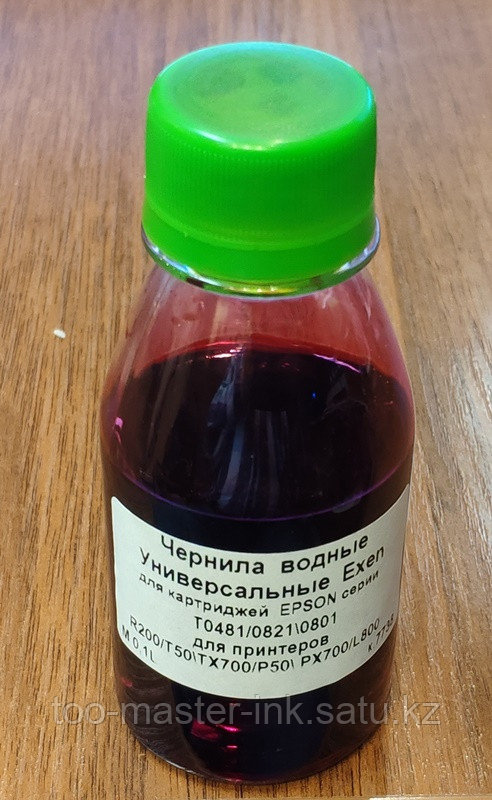 Чернила водные
Универсальные Exen
для картриджей EPSON серии
T0481/0821\0801
для принтеров
R200/T50\TX700/P50\ PX700/L800
М 0,1L к 7738
too-master-ink.satu.kz